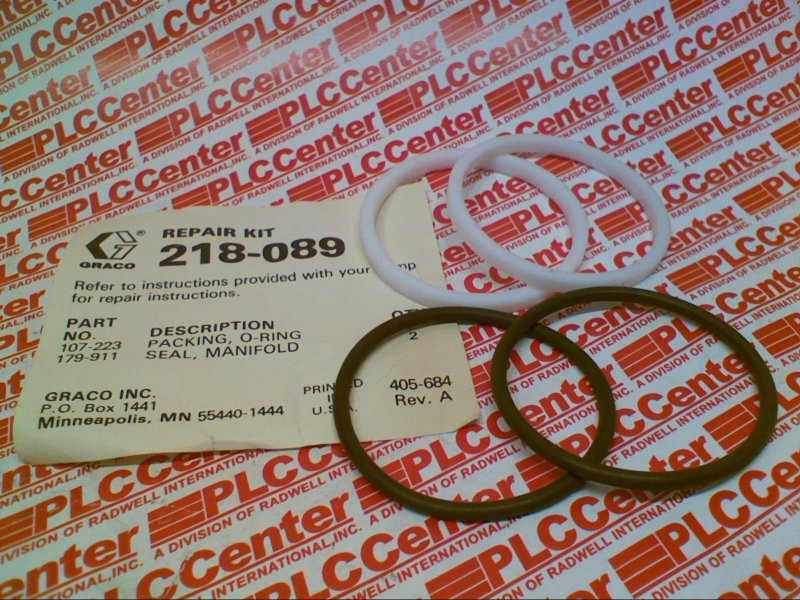 REPAIR KIT
GRACO ® 218-089
Refer to instructions provided with your
for repair instructions.
PART NO. DESCRIPTION
107-223 PACKING, O-RING
179-911 SEAL, MANIFOLD 2
GRACO INC.
P.O. Box 1441
Minneapolis, MN 55440-1444
PRINTED
U.S.A.
405-684
Rev. A
PLCCenter
A DIVISION OF RADWELL INTERNATIONAL, INC.